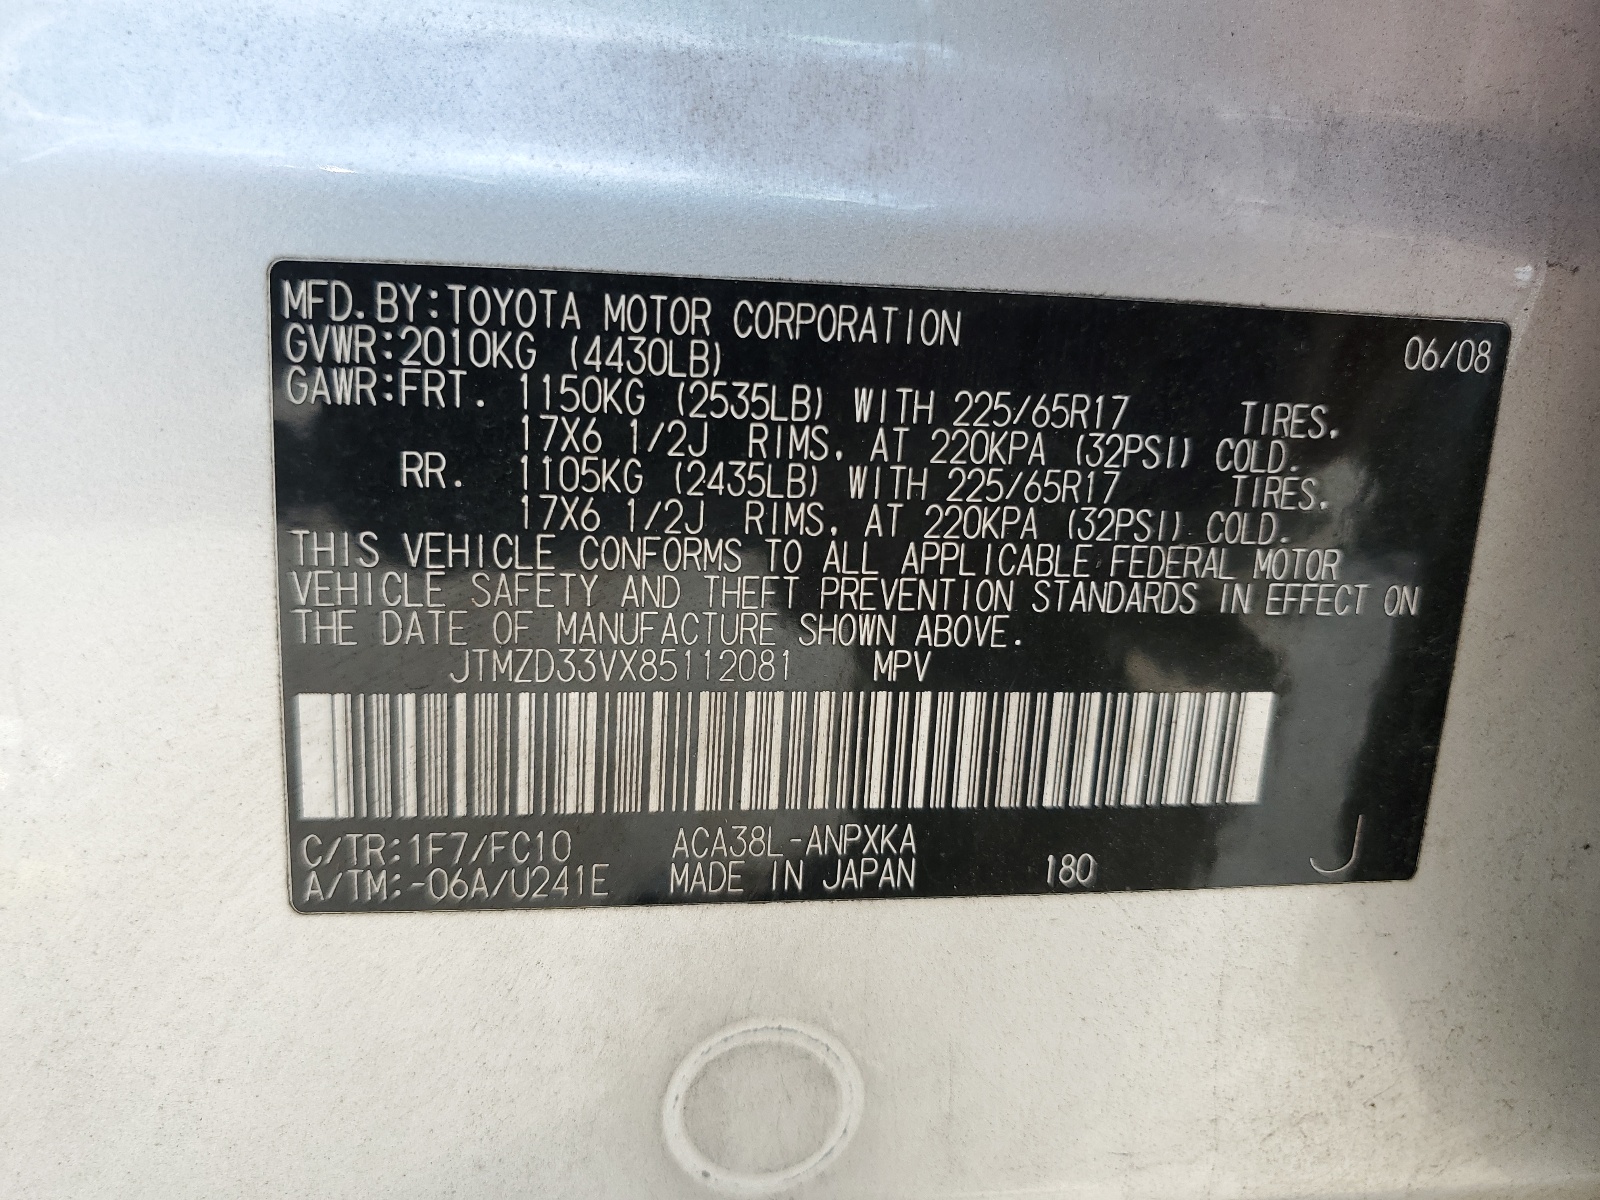 MFD. BY: TOYOTA MOTOR CORPORATION 06/08
GVWR: 2010KG (4430LB)
GAWR: FRT. 1150KG (2535LB) WITH 225/65R17 TIRES.
17X6 1/2J RIMS, AT 220KPA (32PSI) COLD.
RR. 1105KG (2435LB) WITH 225/65R17 TIRES.
17X6 1/2J RIMS, AT 220KPA (32PSI) COLD.
THIS VEHICLE CONFORMS TO ALL APPLICABLE FEDERAL MOTOR
VEHICLE SAFETY AND THEFT PREVENTION STANDARDS IN EFFECT ON
THE DATE OF MANUFACTURE SHOWN ABOVE.
JTMZD33VX85112081 MPV
C/TR: 1F7/FC10 ACA38L-ANPXKA
A/TM: -06A/U241E MADE IN JAPAN 180 J